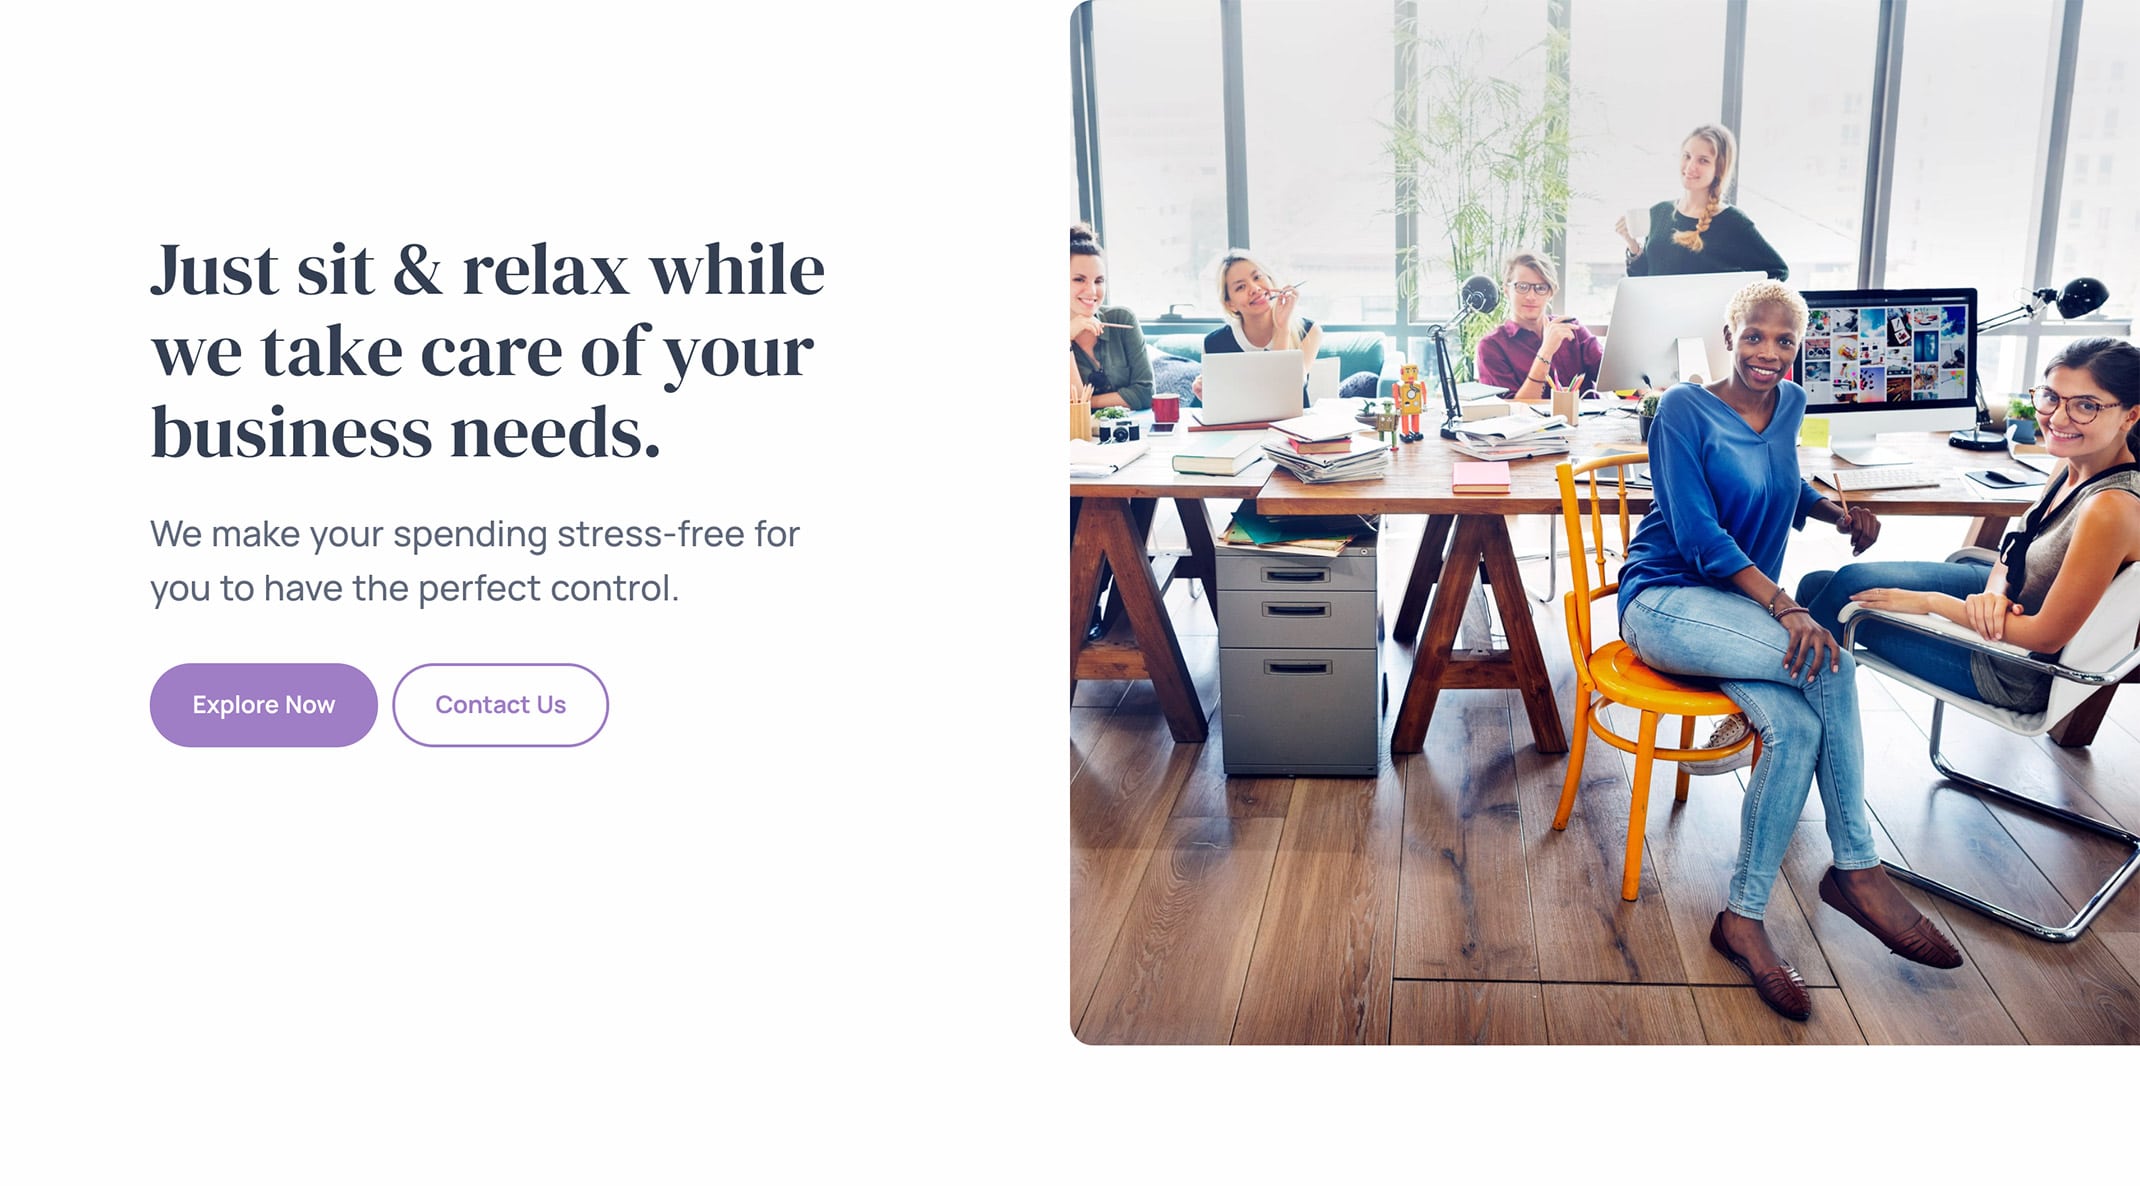 Just sit & relax while
we take care of your
business needs.
We make your spending stress-free for
you to have the perfect control.
Explore Now
Contact Us